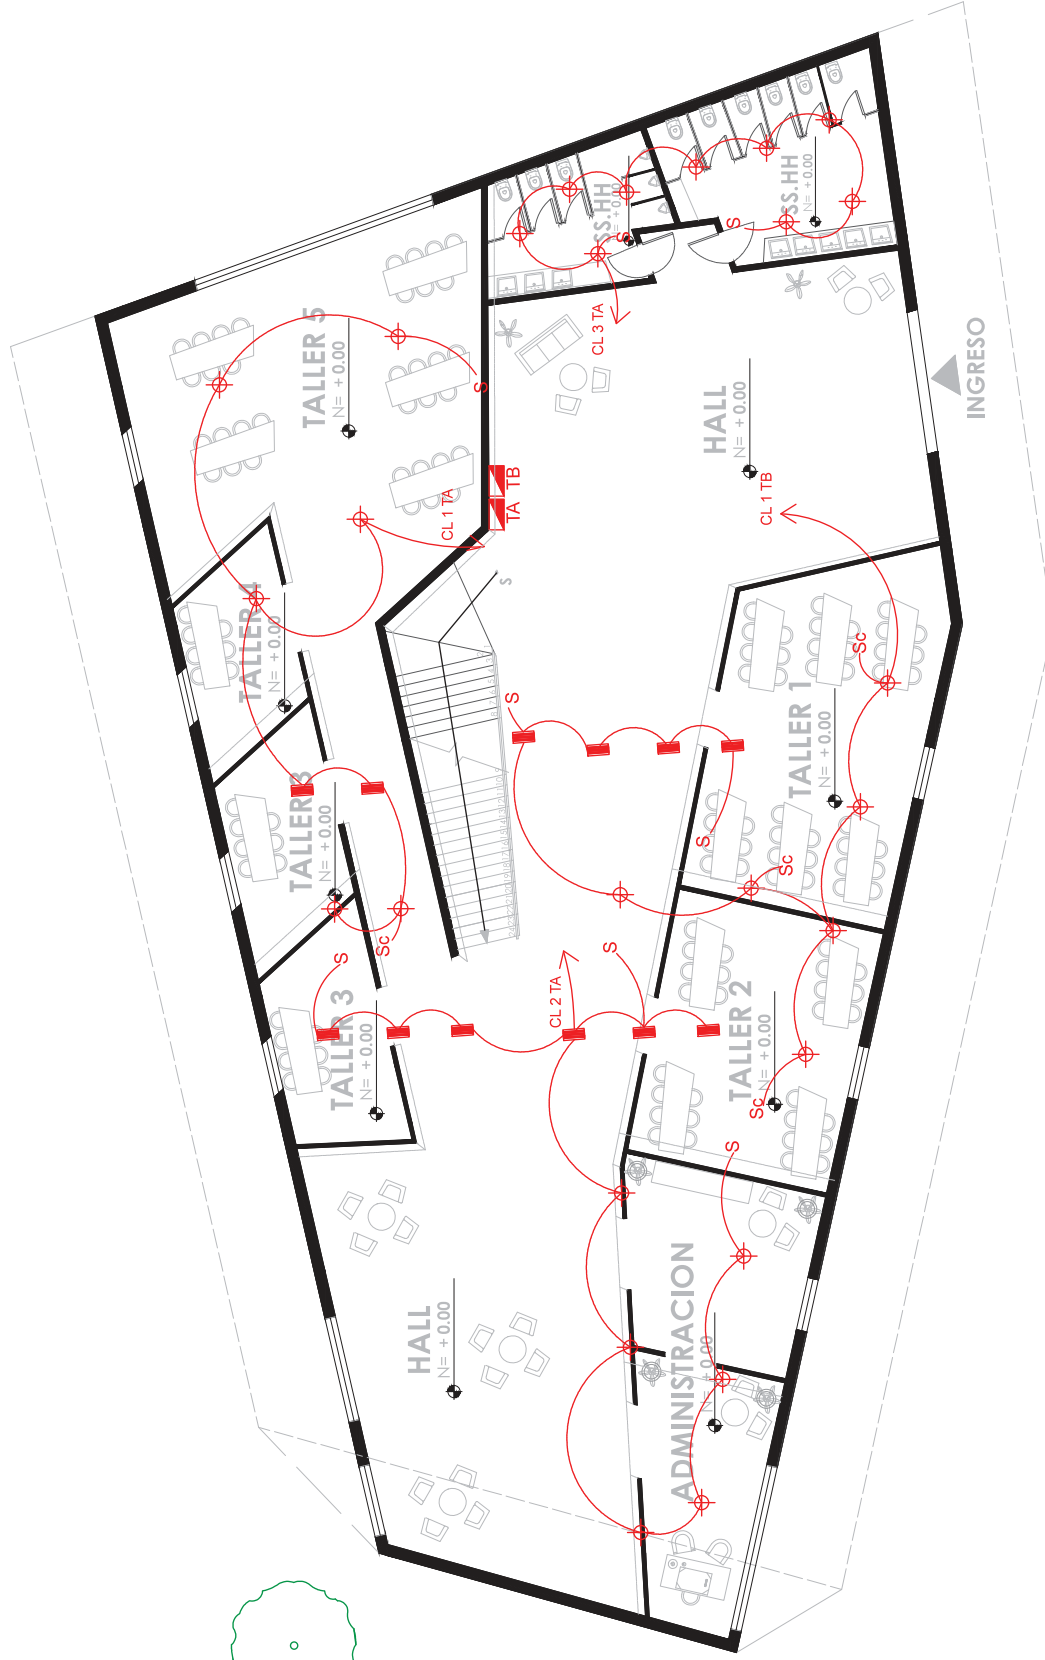 TALLER 5
N= + 0.00
SS.HH
N= + 0.00
SS.HH
N= + 0.00
S
S
S
CL 3 TA
HALL
N= + 0.00
INGRESO
TB
TA
CL 1 TA
CL 1 TB
TALLER 4
N= + 0.00
S
S
Sc
TALLER 1
N= + 0.00
TALLER 3
N= + 0.00
S
Sc
Sc
S
S
CL 2 TA
TALLER 3
N= + 0.00
TALLER 2
N= + 0.00
Sc
S
HALL
N= + 0.00
ADMINISTRACION
N= + 0.00